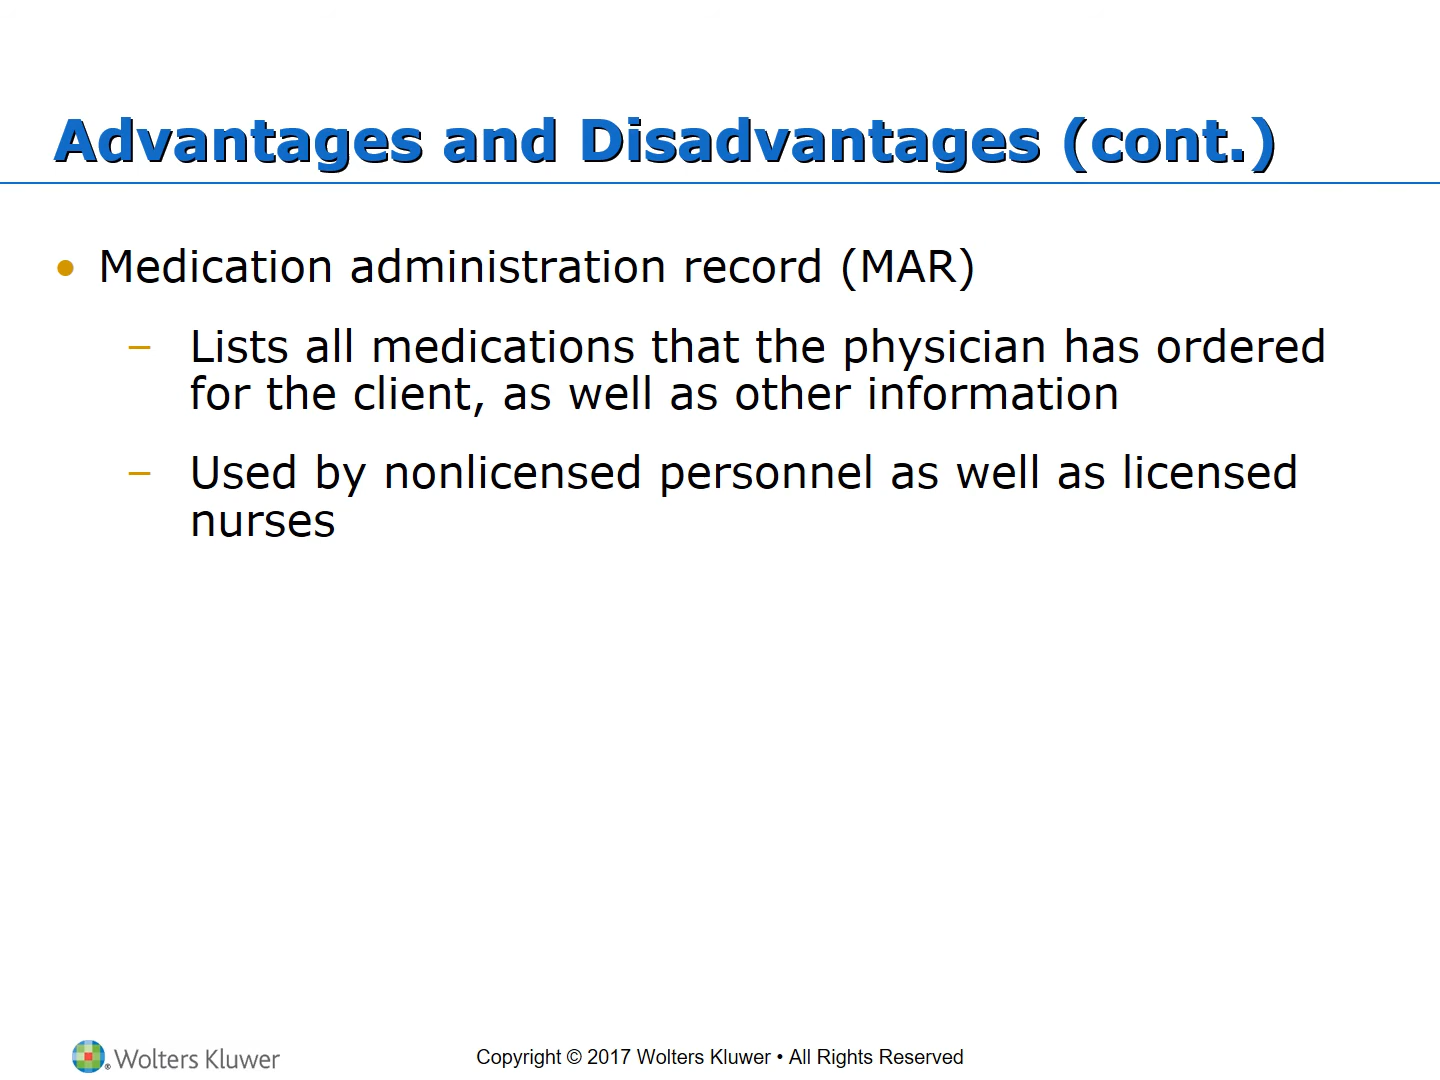 Advantages and Disadvantages (cont.)
• Medication administration record (MAR)
– Lists all medications that the physician has ordered
for the client, as well as other information
– Used by nonlicensed personnel as well as licensed
nurses
® Wolters Kluwer
Copyright © 2017 Wolters Kluwer • All Rights Reserved